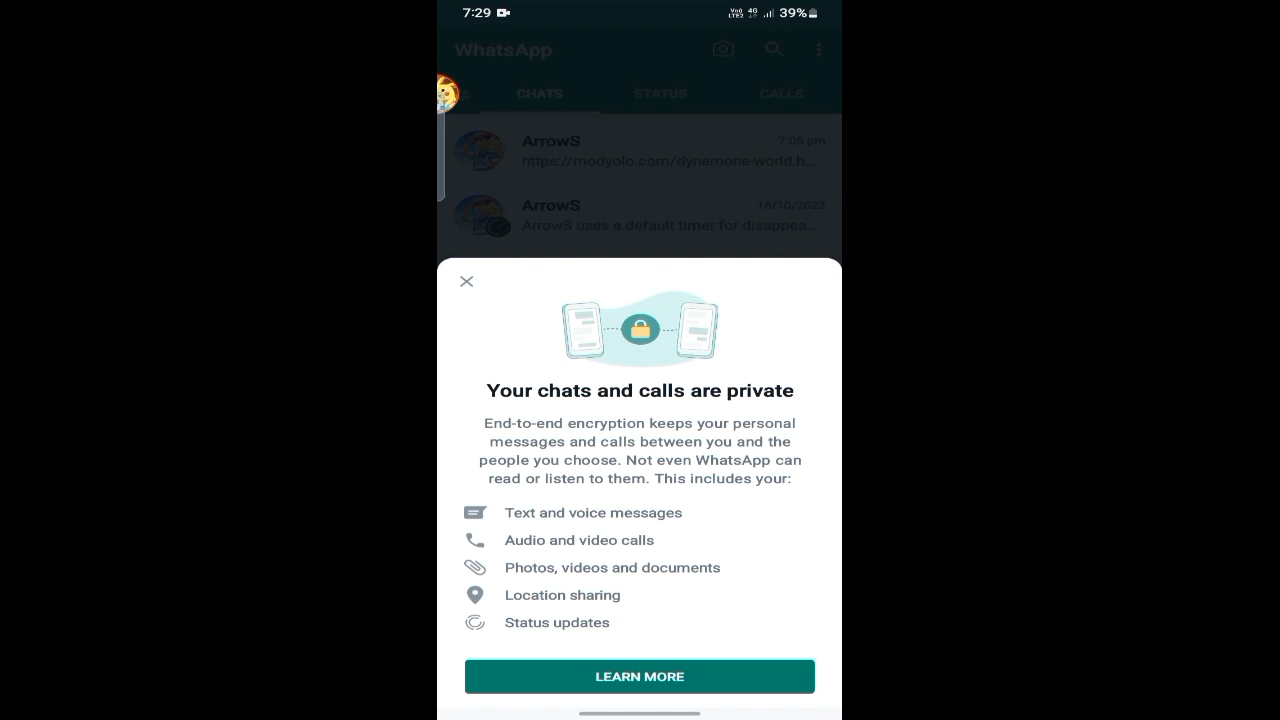 7:29
Vo) 4G
LTE2
39%
WhatsApp
CHATS STATUS CALLS
ArrowS 7:05 pm
https://modyolo.com/dynamons-world.h...
ArrowS 16/10/2022
ArrowS uses a default timer for disappea...
Your chats and calls are private
End-to-end encryption keeps your personal
messages and calls between you and the
people you choose. Not even WhatsApp can
read or listen to them. This includes your:
Text and voice messages
Audio and video calls
Photos, videos and documents
Location sharing
Status updates
LEARN MORE